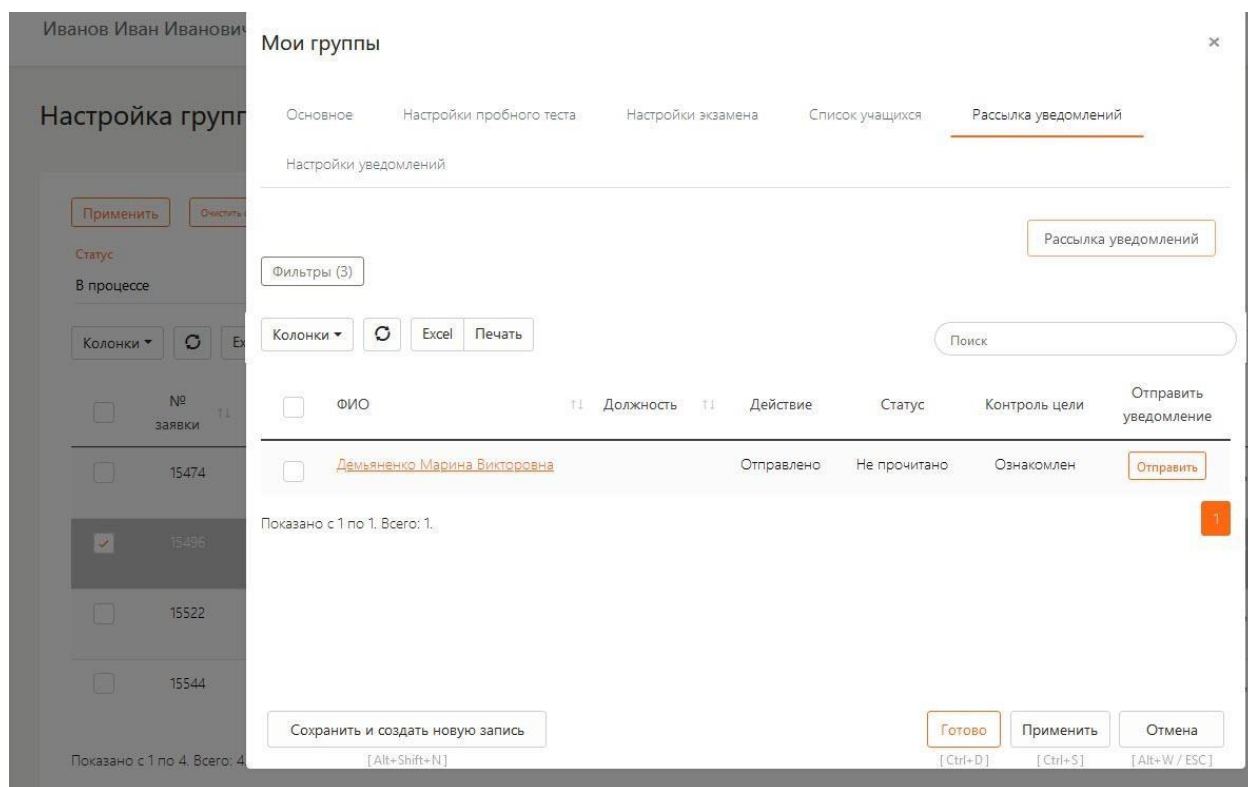 Иванов Иван Иванович
Мои группы
×
Настройка групп
Основное Настройки пробного теста Настройки экзамена Список учащихся Рассылка уведомлений
Настройки уведомлений
Применить Очистить
Рассылка уведомлений
Статус
Фильтры (3)
В процессе
Колонки Ex
Колонки Excel Печать Поиск
№ заявки
ФИО Должность Действие Статус Контроль цели Отправить
уведомление
15474
Демьяненко Марина Викторовна Отправлено Не прочитано Ознакомлен Отправить
Показано с 1 по 1. Всего: 1. 1
15496
15522
15544
Сохранить и создать новую запись Готово Применить Отмена
Показано с 1 по 4. Всего: 4
[Alt+Shift+N] [Ctrl+D] [Ctrl+S] [Alt+W / ESC]